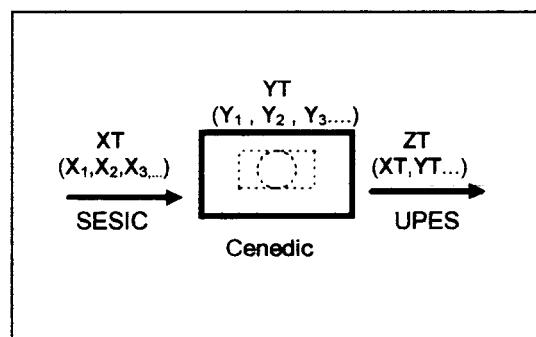 YT
(Y₁ , Y₂ , Y₃....)
XT
(X₁,X₂,X₃,...)
SESIC
Cenedic
ZT
(XT,YT...)
UPES